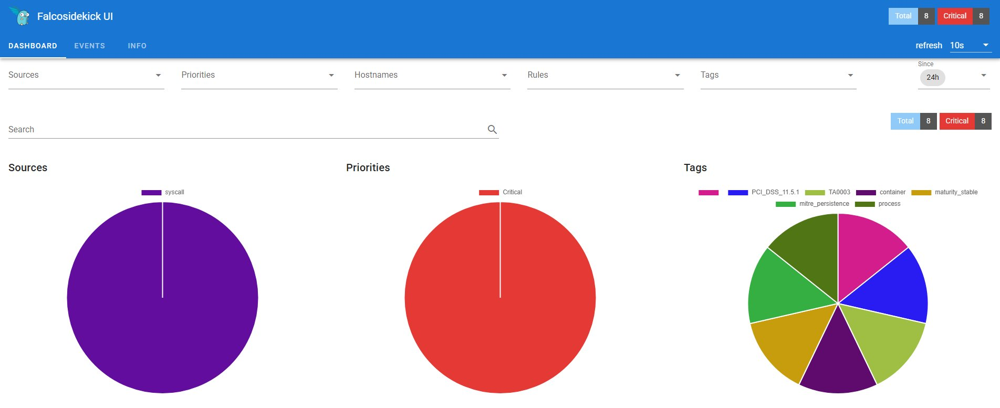 Falcosidekick UI
Total 8 Critical 8
DASHBOARD EVENTS INFO
refresh 10s
Sources Priorities Hostnames Rules Tags
Since
24h
Search
Total 8 Critical 8
Sources
syscall
Priorities
Critical
Tags
PCI_DSS_11.5.1 TA0003 container maturity_stable
mitre_persistence process